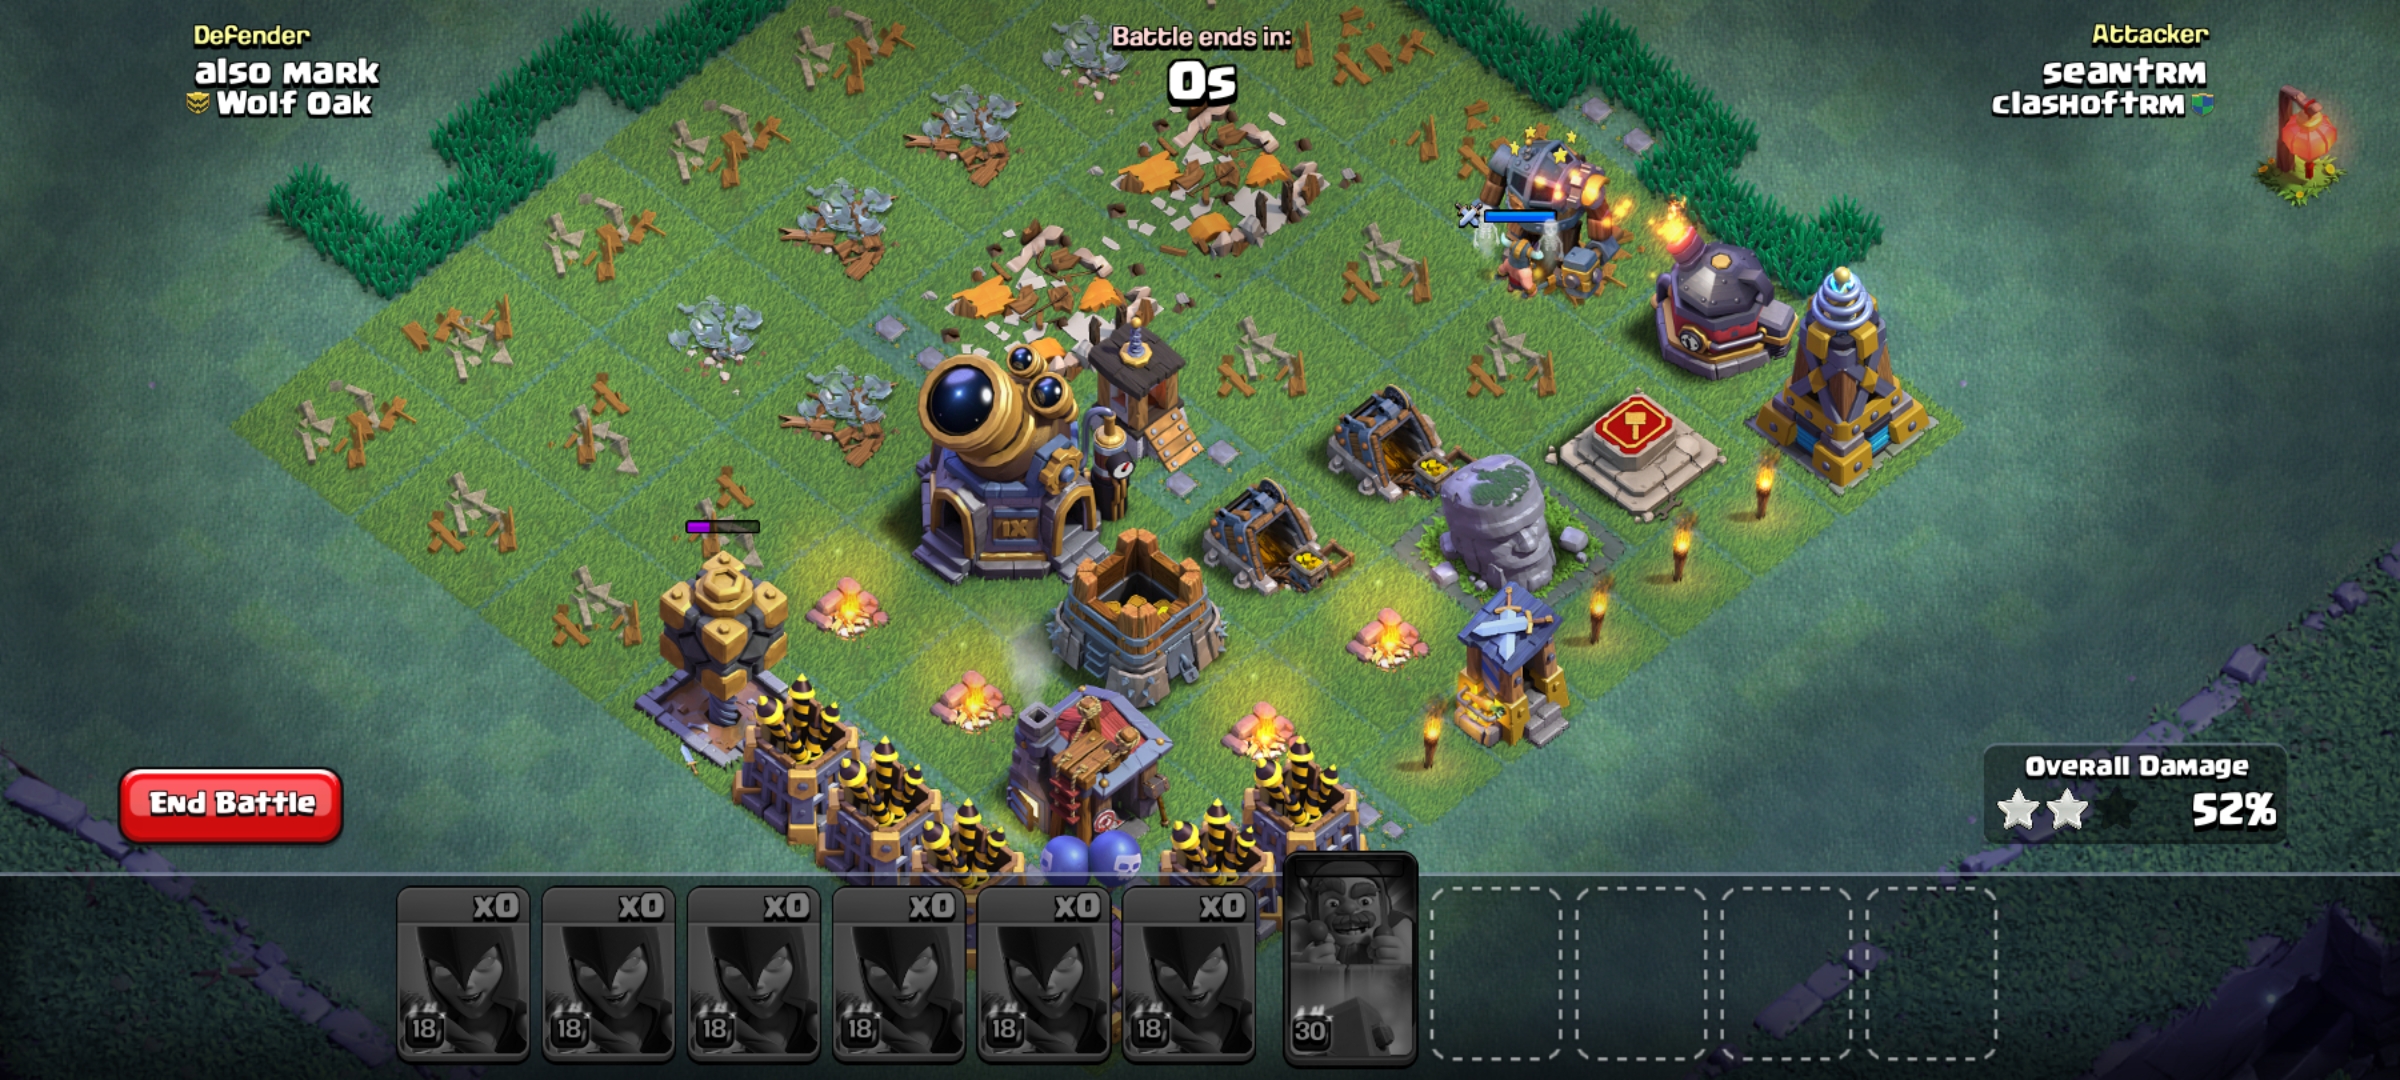 Defender
also mark
Wolf Oak
Battle ends in:
0s
Attacker
seantrm
clashoftrm
IX
End Battle
Overall Damage
52%
x0
x0
x0
x0
x0
x0
18
18
18
18
18
18
30